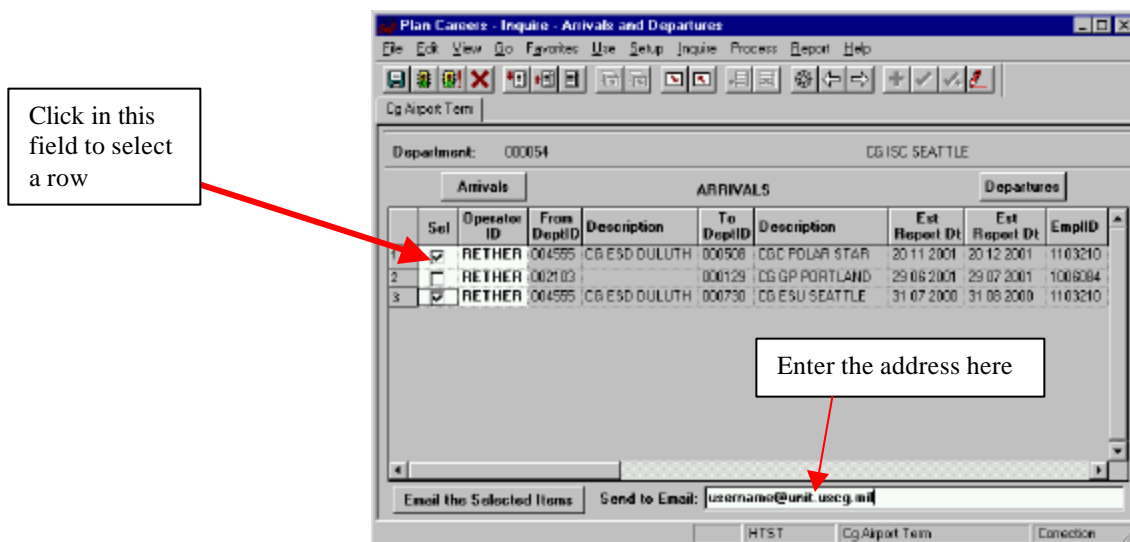 Plan Careers - Inquire - Arrivals and Departures
File Edit View Go Favorites Use Setup Inquire Process Report Help
Cg Airport Term
Click in this
field to select
a row
Department: 000054 CG ISC SEATTLE
Arrivals ARRIVALS Departures
Sel Operator ID From DeptID Description To DeptID Description Est Report Dt Est Report Dt EmplID
1 RETHER 004555 CG ESD DULUTH 000508 CGC POLAR STAR 20 11 2001 20 12 2001 1103210
2 RETHER 002103 000129 CG GP PORTLAND 29 06 2001 29 07 2001 1006084
3 RETHER 004555 CG ESD DULUTH 000730 CG ESU SEATTLE 31 07 2000 31 08 2000 1103210
Enter the address here
Email the Selected Items Send to Email: username@unit.uscg.mil
HTST Cg Airport Term Correction